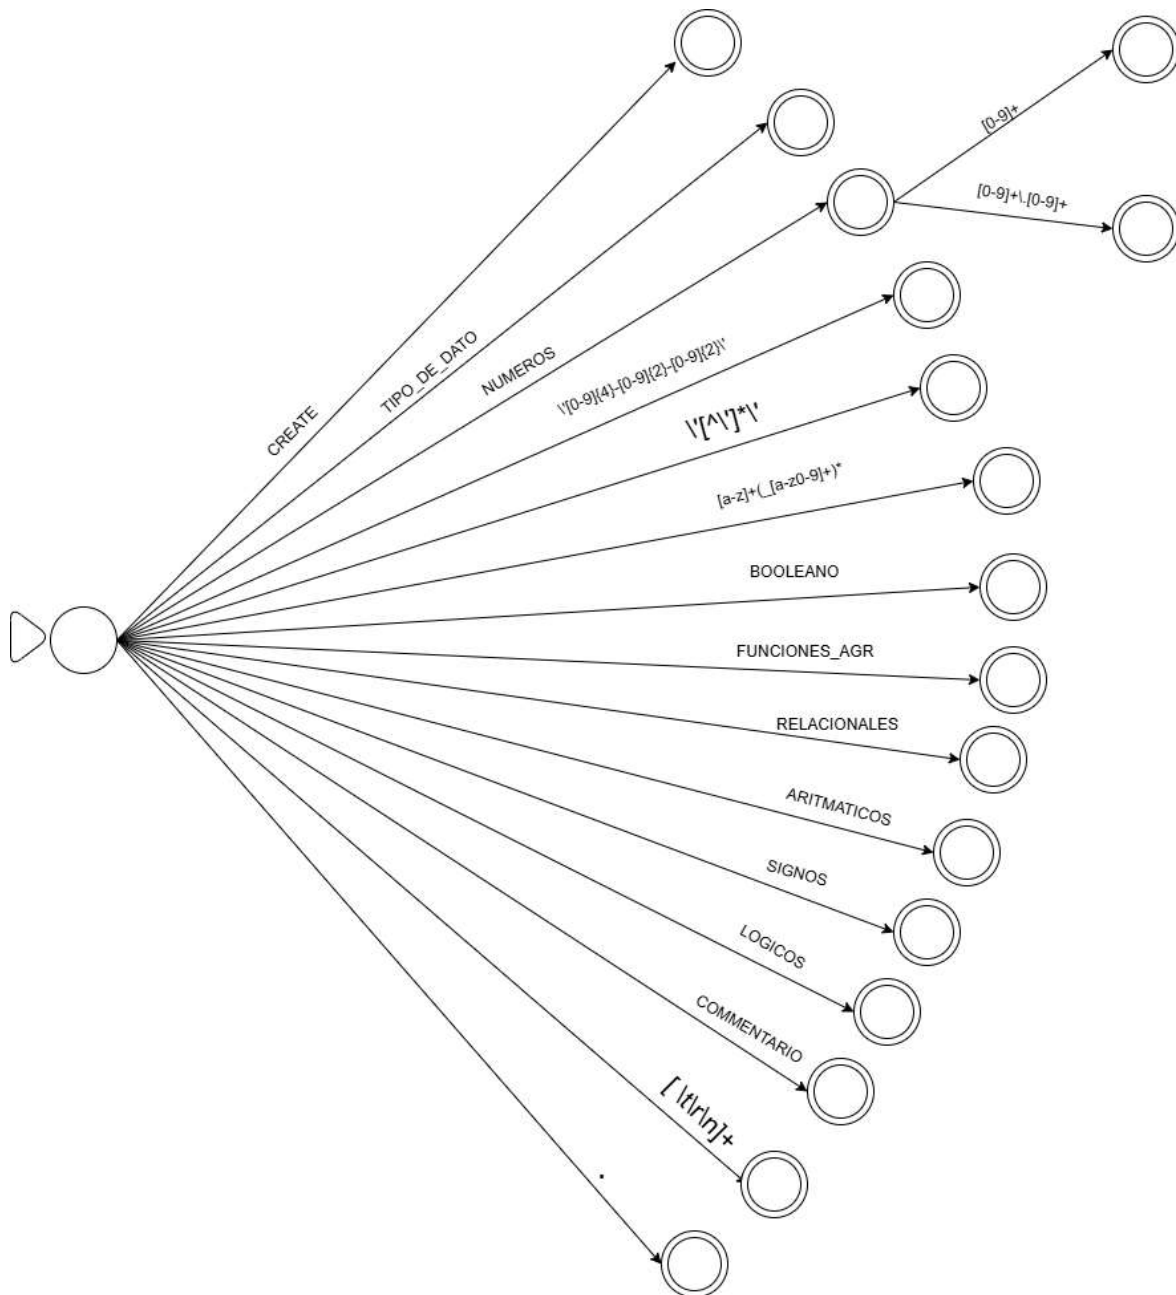 [0-9]+
[0-9]+\.[0-9]+
CREATE
TIPO_DE_DATO
NUMEROS
\'[0-9]{4}-[0-9]{2}-[0-9]{2}\'
\'[^\']*\'
[a-z]+(_[a-z0-9]+)*
BOOLEANO
FUNCIONES_AGR
RELACIONALES
ARITMATICOS
SIGNOS
LOGICOS
COMMENTARIO
[ \t\r\n]+
.